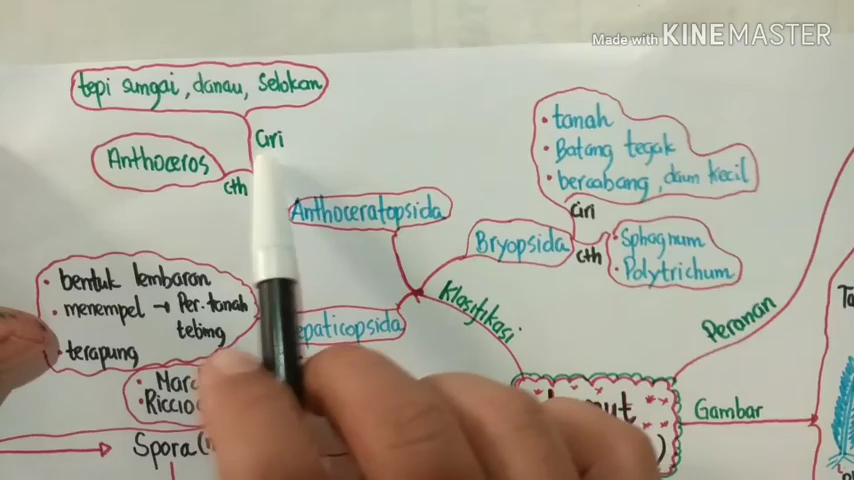 Made with KINEMASTER
tepi sungai, danau, selokan
Ciri
Anthoceros
cth
Anthoceratopsida
• tanah
• Batang tegak
• bercabang, daun kecil
Ciri
Bryopsida
cth
• Sphagnum
• Polytrichum
• bentuk lembaran
• menempel → Per. tanah
tebing
• terapung
epaticopsida
Klasifikasi
Peranan
Gambar
Spora